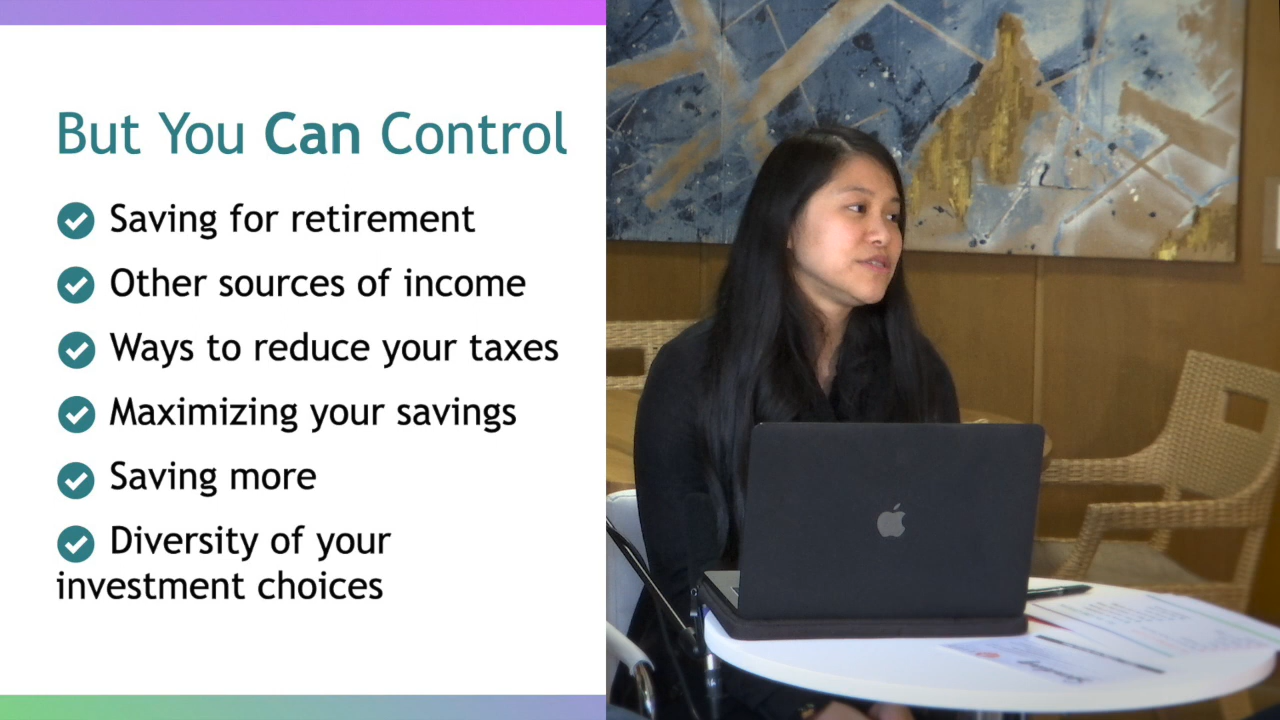 But You Can Control
Saving for retirement
Other sources of income
Ways to reduce your taxes
Maximizing your savings
Saving more
Diversity of your
investment choices